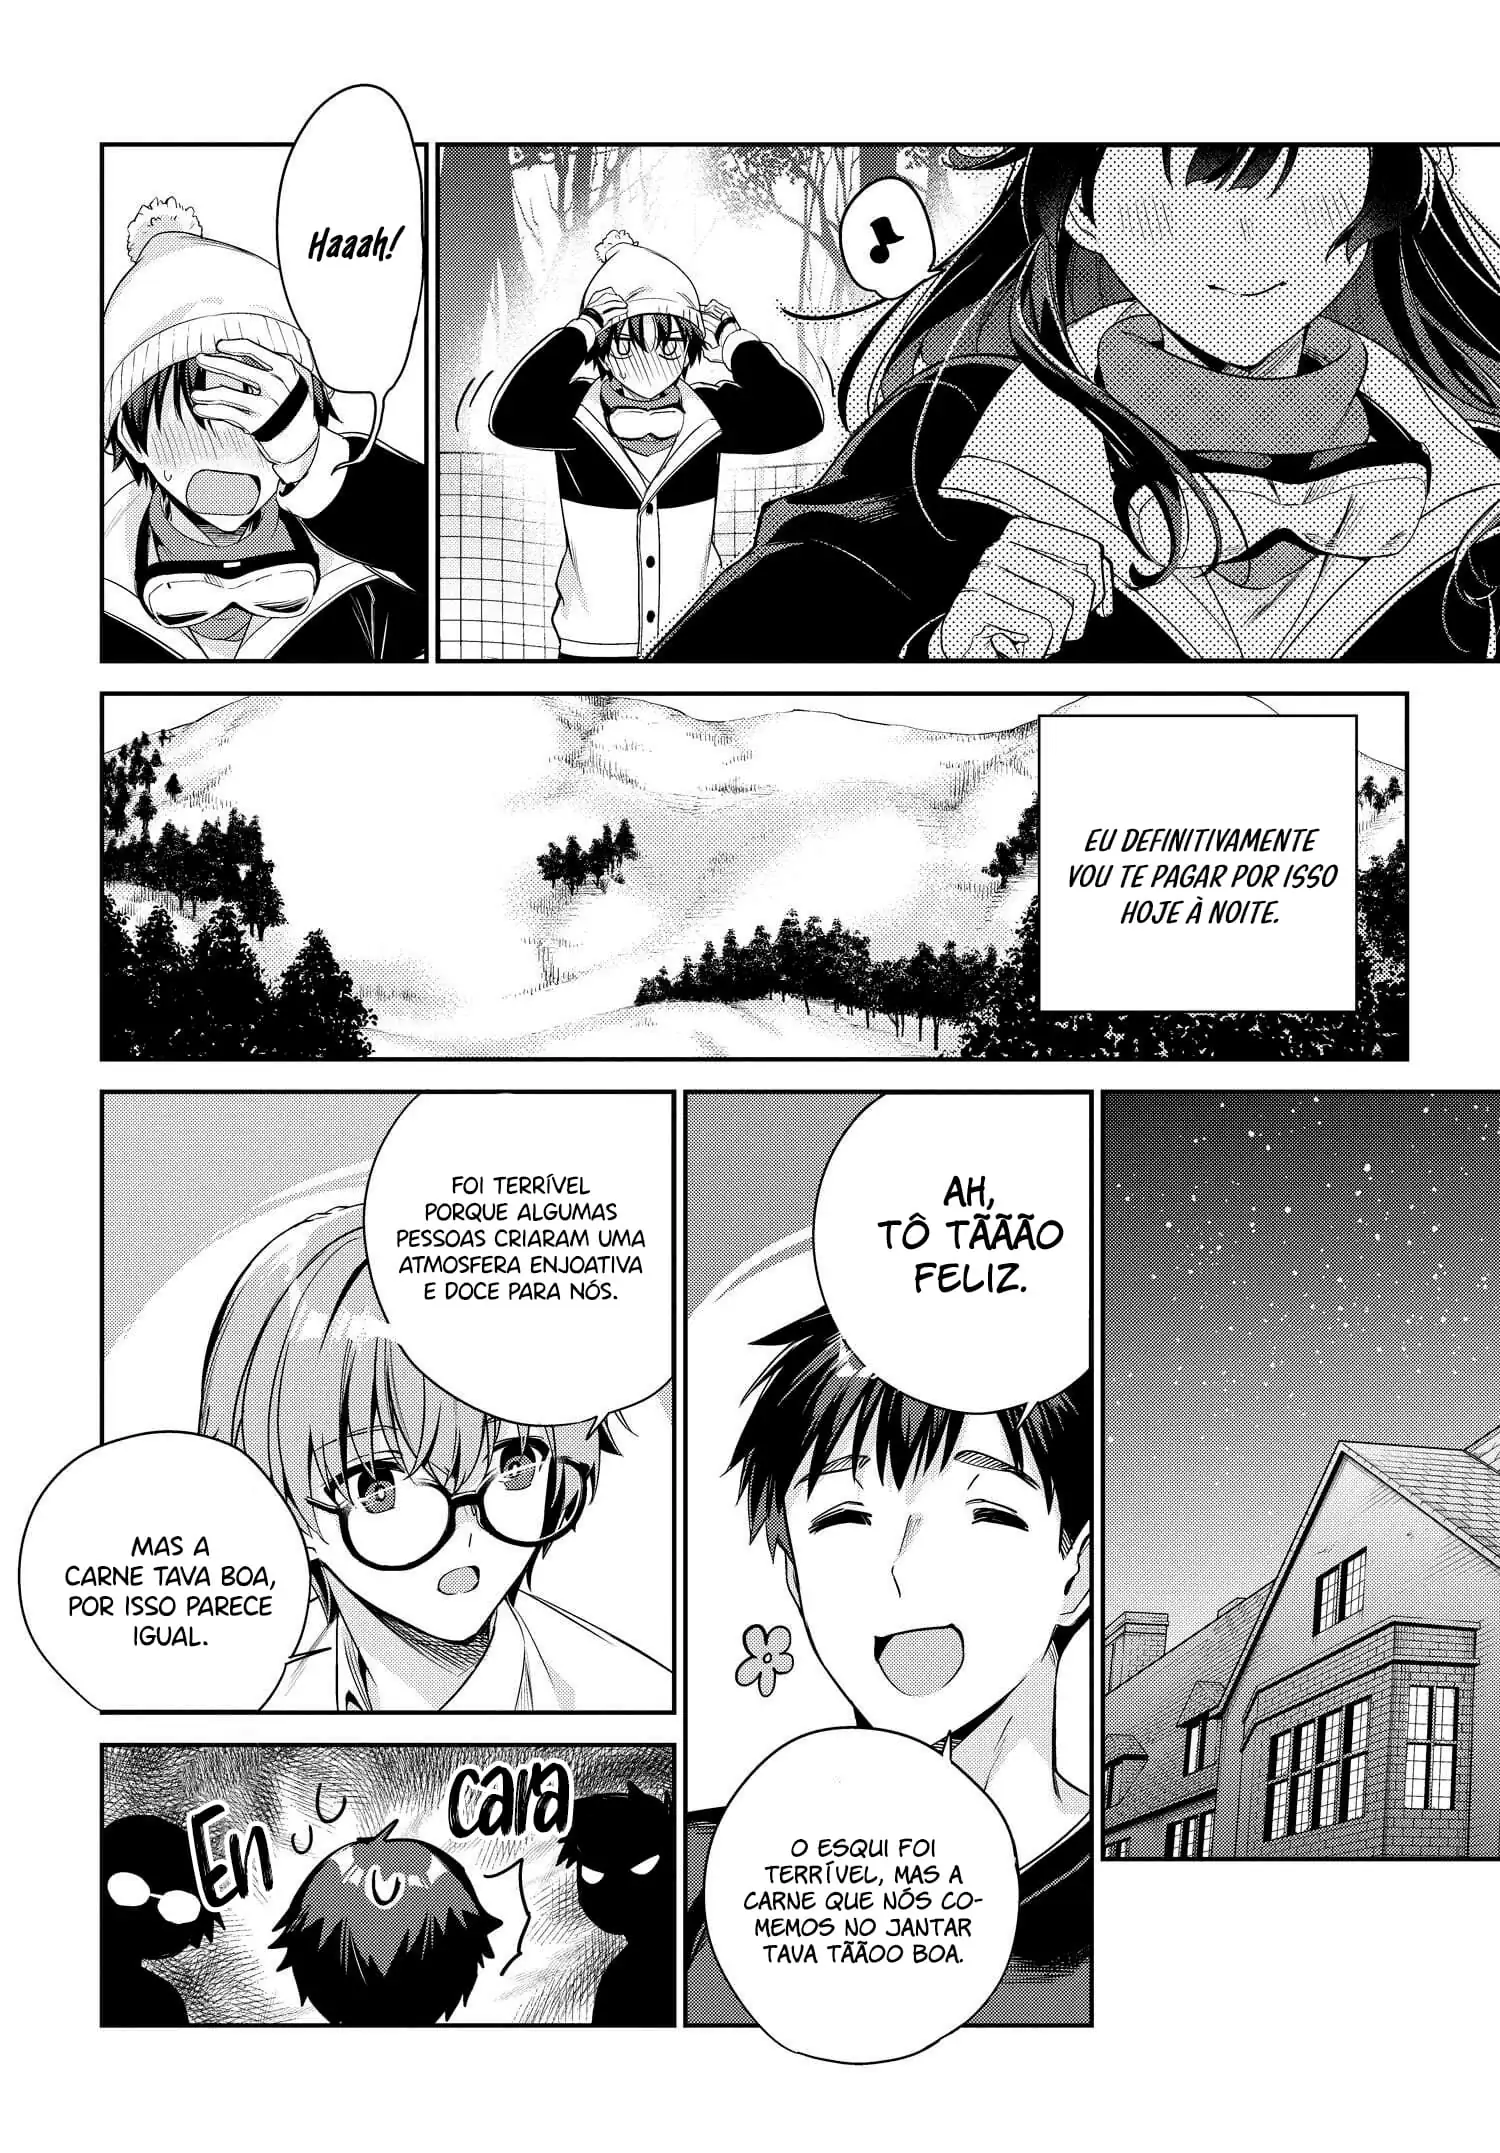 Haaah!
EU DEFINITIVAMENTE
VOU TE PAGAR POR ISSO
HOJE À NOITE.
AH,
TÔ TÃÃÃO
FELIZ.
O ESQUI FOI
TERRÍVEL, MAS A
CARNE QUE NÓS CO-
MEMOS NO JANTAR
TAVA TÃÃOO BOA.
FOI TERRÍVEL
PORQUE ALGUMAS
PESSOAS CRIARAM UMA
ATMOSFERA ENJOATIVA
E DOCE PARA NÓS.
MAS A
CARNE TAVA BOA,
POR ISSO PARECE
IGUAL.
En
cara